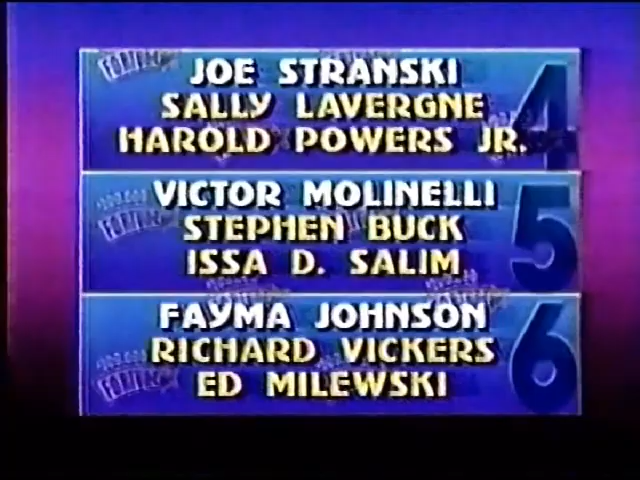 JOE STRANSKI
SALLY LAVERGNE
HAROLD POWERS JR.
4
VICTOR MOLINELLI
STEPHEN BUCK
ISSA D. SALIM
5
FAYMA JOHNSON
RICHARD VICKERS
ED MILEWSKI
6